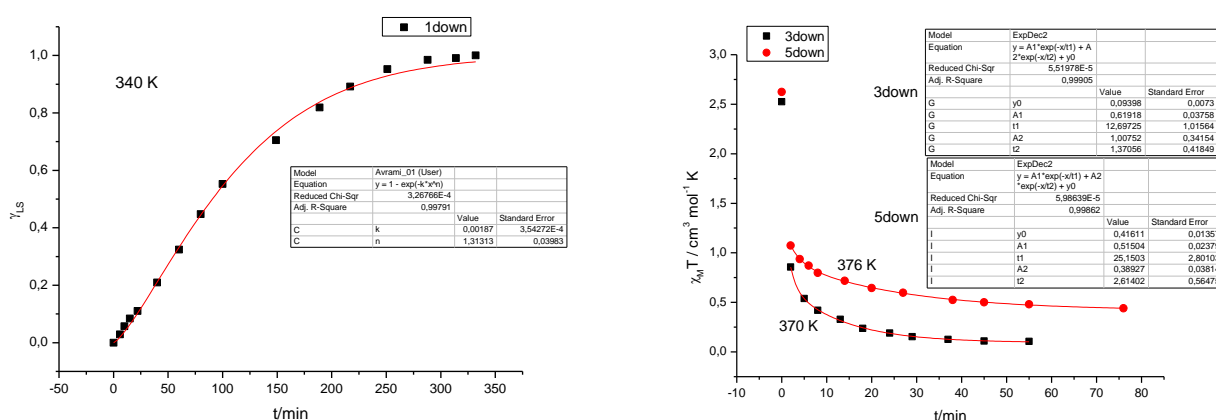 1down
1,0
0,8
0,6
0,4
0,2
0,0
γLS
340 K
Model Avrami_01 (User)
Equation y = 1 - exp(-k*x^n)
Reduced Chi-Sqr 3,26766E-4
Adj. R-Square 0,99791
Value Standard Error
C k 0,00187 3,54272E-4
C n 1,31313 0,03983
-50 0 50 100 150 200 250 300 350 400
t/min
3down
5down
3,0
2,5
2,0
1,5
1,0
0,5
0,0
χMT / cm3 mol-1 K
3down
Model ExpDec2
Equation y = A1*exp(-x/t1) + A
2*exp(-x/t2) + y0
Reduced Chi-Sqr 5,51978E-5
Adj. R-Square 0,99905
Value Standard Error
G y0 0,09398 0,0073
G A1 0,61918 0,03758
G t1 12,69725 1,01564
G A2 1,00752 0,34154
G t2 1,37056 0,41849
5down
Model ExpDec2
Equation y = A1*exp(-x/t1) + A2
*exp(-x/t2) + y0
Reduced Chi-Sqr 5,98639E-5
Adj. R-Square 0,99862
Value Standard Error
I y0 0,41611
I A1 0,51504
I t1 25,1503
I A2 0,38927
I t2 2,61402
376 K
370 K
-10 0 10 20 30 40 50 60 70 80
t/min